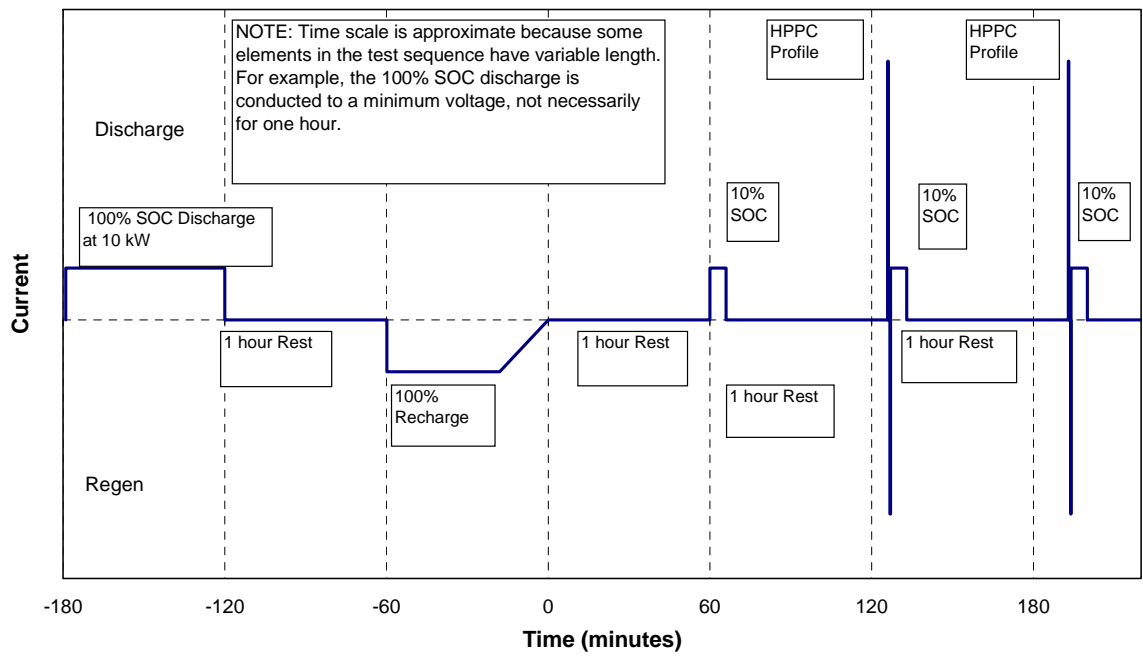 NOTE: Time scale is approximate because some
elements in the test sequence have variable length.
For example, the 100% SOC discharge is
conducted to a minimum voltage, not necessarily
for one hour.
HPPC
Profile
HPPC
Profile
Discharge
100% SOC Discharge
at 10 kW
10%
SOC
10%
SOC
10%
SOC
Current
1 hour Rest
1 hour Rest
1 hour Rest
100%
Recharge
1 hour Rest
Regen
-180 -120 -60 0 60 120 180
Time (minutes)